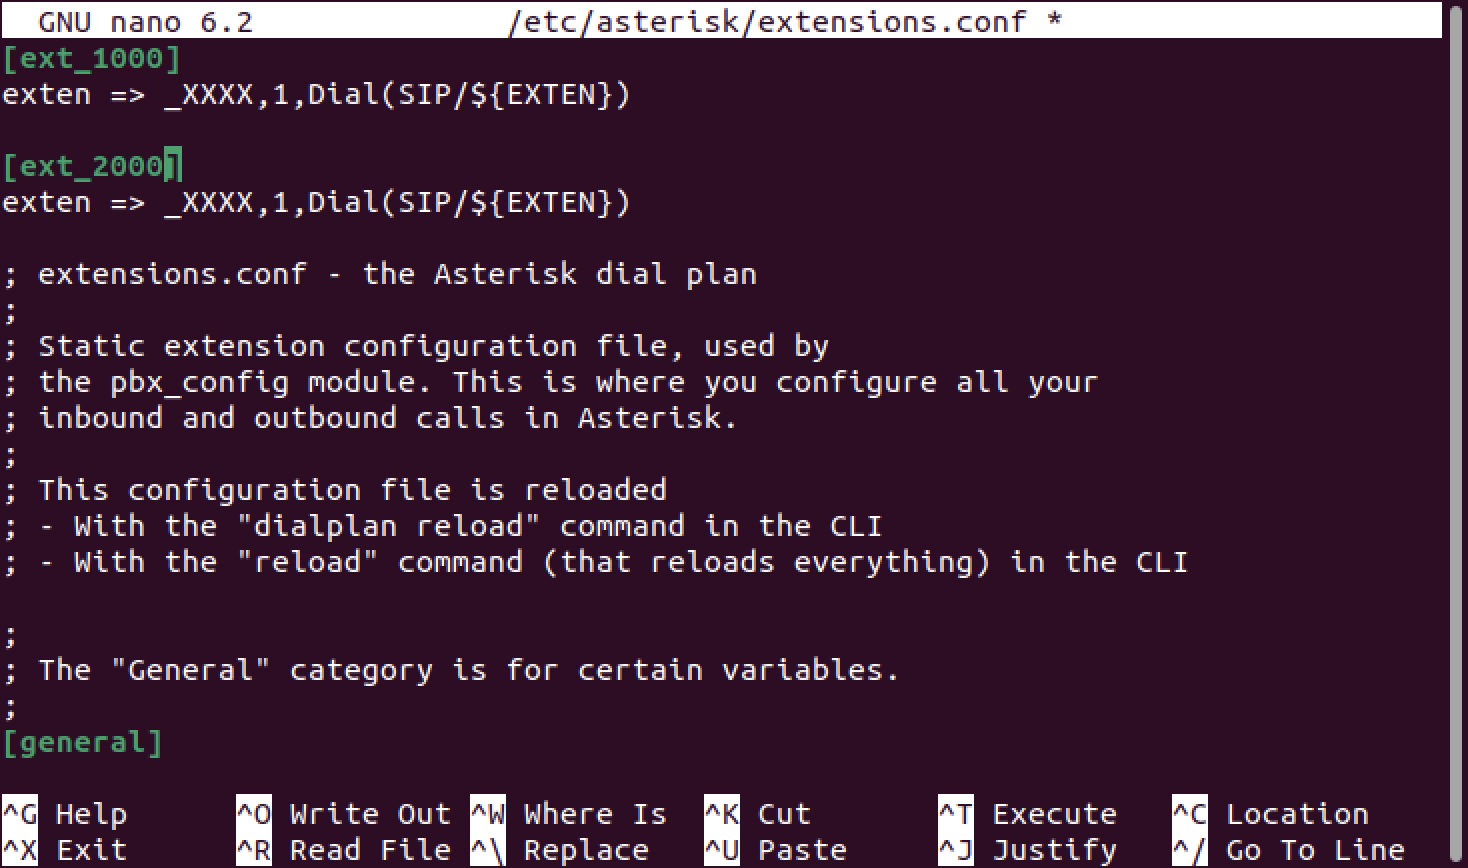 GNU nano 6.2 /etc/asterisk/extensions.conf *
[ext_1000]
exten => _XXXX,1,Dial(SIP/${EXTEN})
[ext_2000]
exten => _XXXX,1,Dial(SIP/${EXTEN})
; extensions.conf - the Asterisk dial plan
;
; Static extension configuration file, used by
; the pbx_config module. This is where you configure all your
; inbound and outbound calls in Asterisk.
;
; This configuration file is reloaded
; - With the "dialplan reload" command in the CLI
; - With the "reload" command (that reloads everything) in the CLI
;
; The "General" category is for certain variables.
;
[general]
^G Help ^O Write Out ^W Where Is ^K Cut ^T Execute ^C Location
^X Exit ^R Read File ^\ Replace ^U Paste ^J Justify ^/ Go To Line